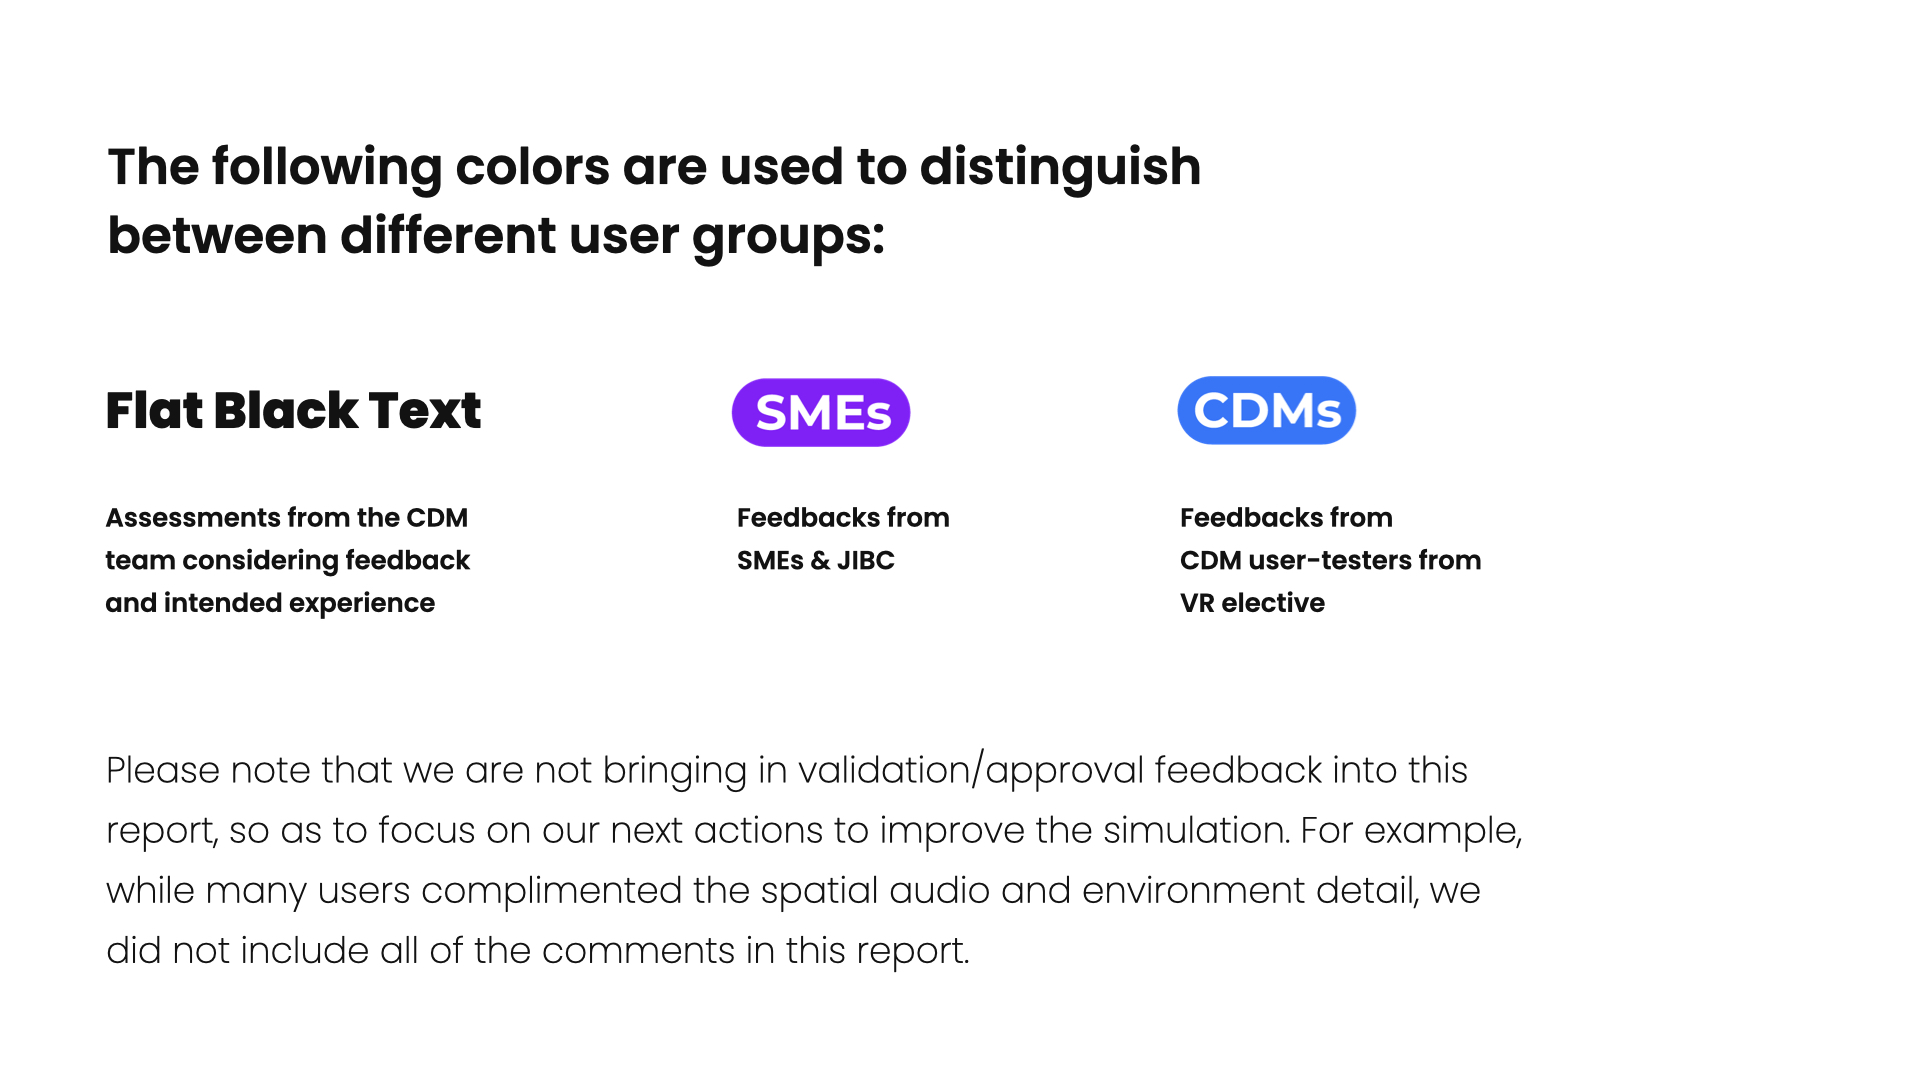 The following colors are used to distinguish
between different user groups:
Flat Black Text
Assessments from the CDM
team considering feedback
and intended experience
SMEs
Feedbacks from
SMEs & JIBC
CDMs
Feedbacks from
CDM user-testers from
VR elective
Please note that we are not bringing in validation/approval feedback into this
report, so as to focus on our next actions to improve the simulation. For example,
while many users complimented the spatial audio and environment detail, we
did not include all of the comments in this report.